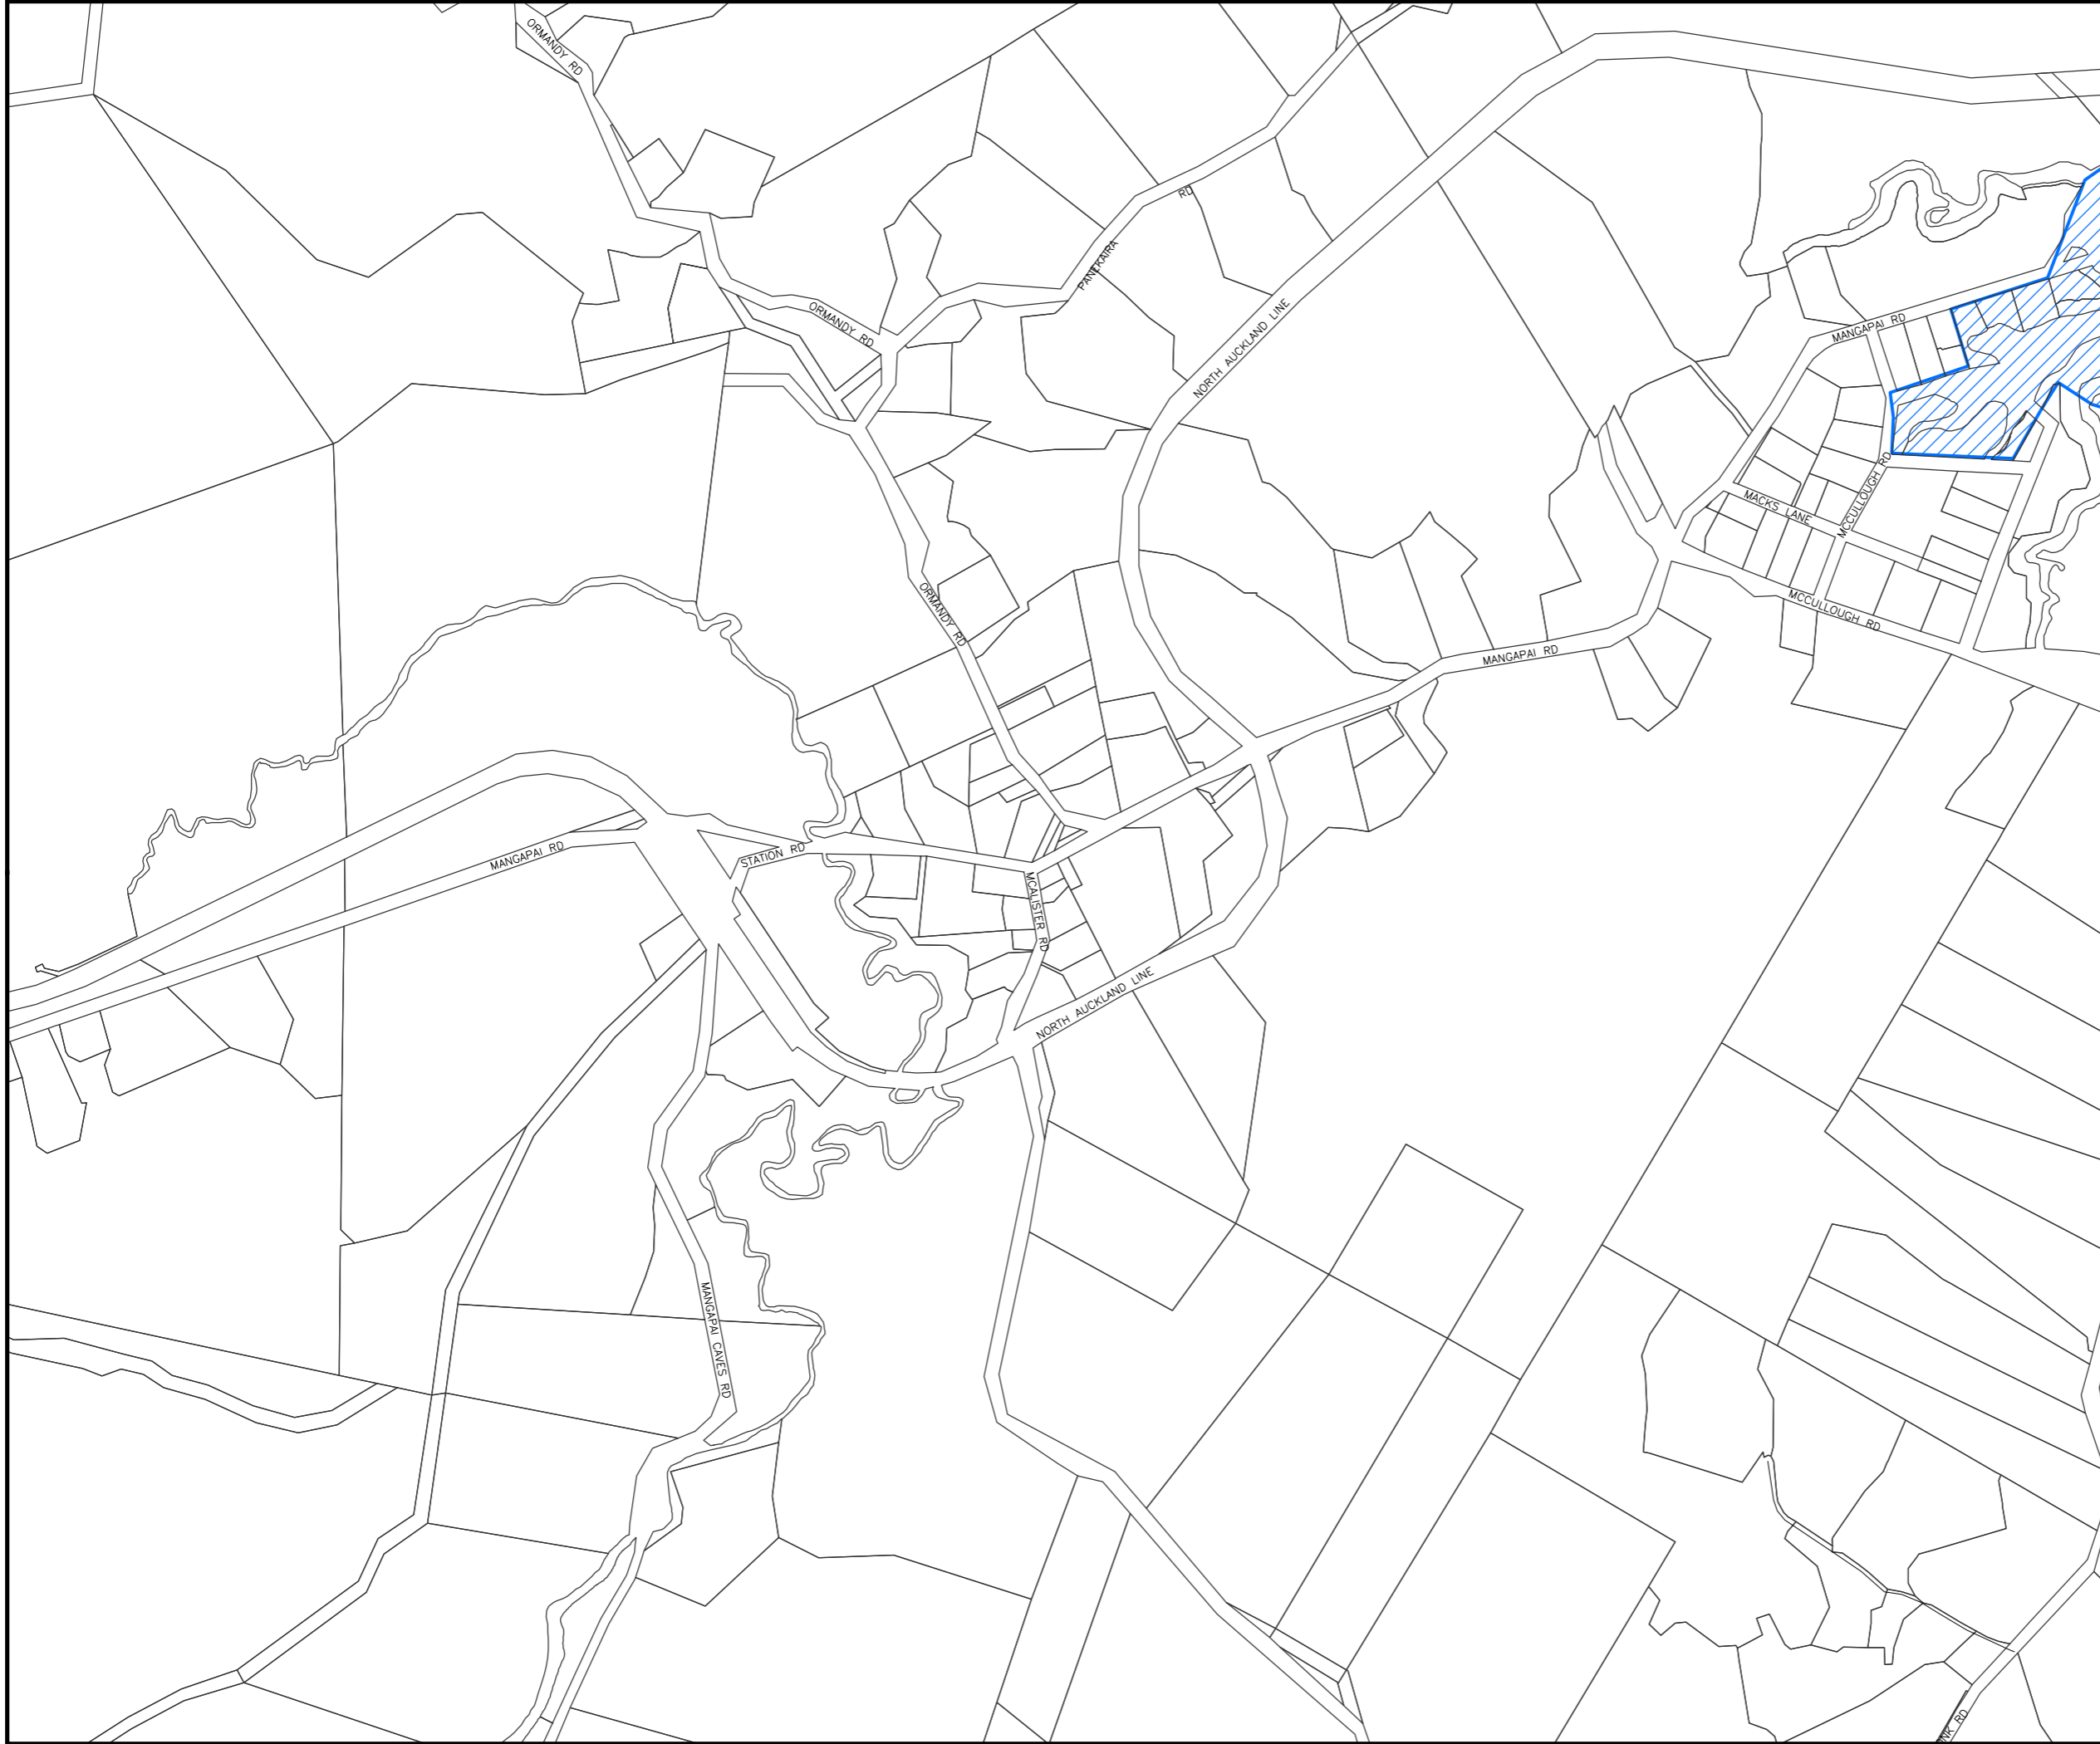 ORMANDY RD
RD
PANEKAIRA
ORMANDY RD
NORTH AUCKLAND LINE
MANGAPAI RD
MACKS LANE
MCCULLOUGH RD
ORMANDY RD
MCCULLOUGH RD
MANGAPAI RD
MANGAPAI RD
STATION RD
MCALISTER RD
NORTH AUCKLAND LINE
MANGAPAI CAVES RD
RD